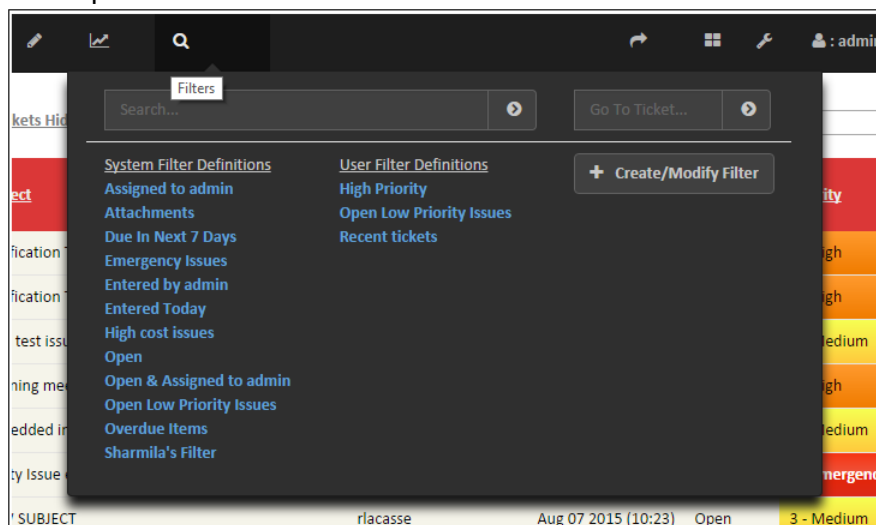 : admin
Filters
Search...
Go To Ticket...
kets Hid
System Filter Definitions
Assigned to admin
Attachments
Due In Next 7 Days
Emergency Issues
Entered by admin
Entered Today
High cost issues
Open
Open & Assigned to admin
Open Low Priority Issues
Overdue Items
Sharmila's Filter
User Filter Definitions
High Priority
Open Low Priority Issues
Recent tickets
+ Create/Modify Filter
ect
ity
fication
igh
fication
igh
test issu
edium
ning mee
igh
edded in
edium
ty Issue
mergenc
SUBJECT rlacasse Aug 07 2015 (10:23) Open 3 - Medium